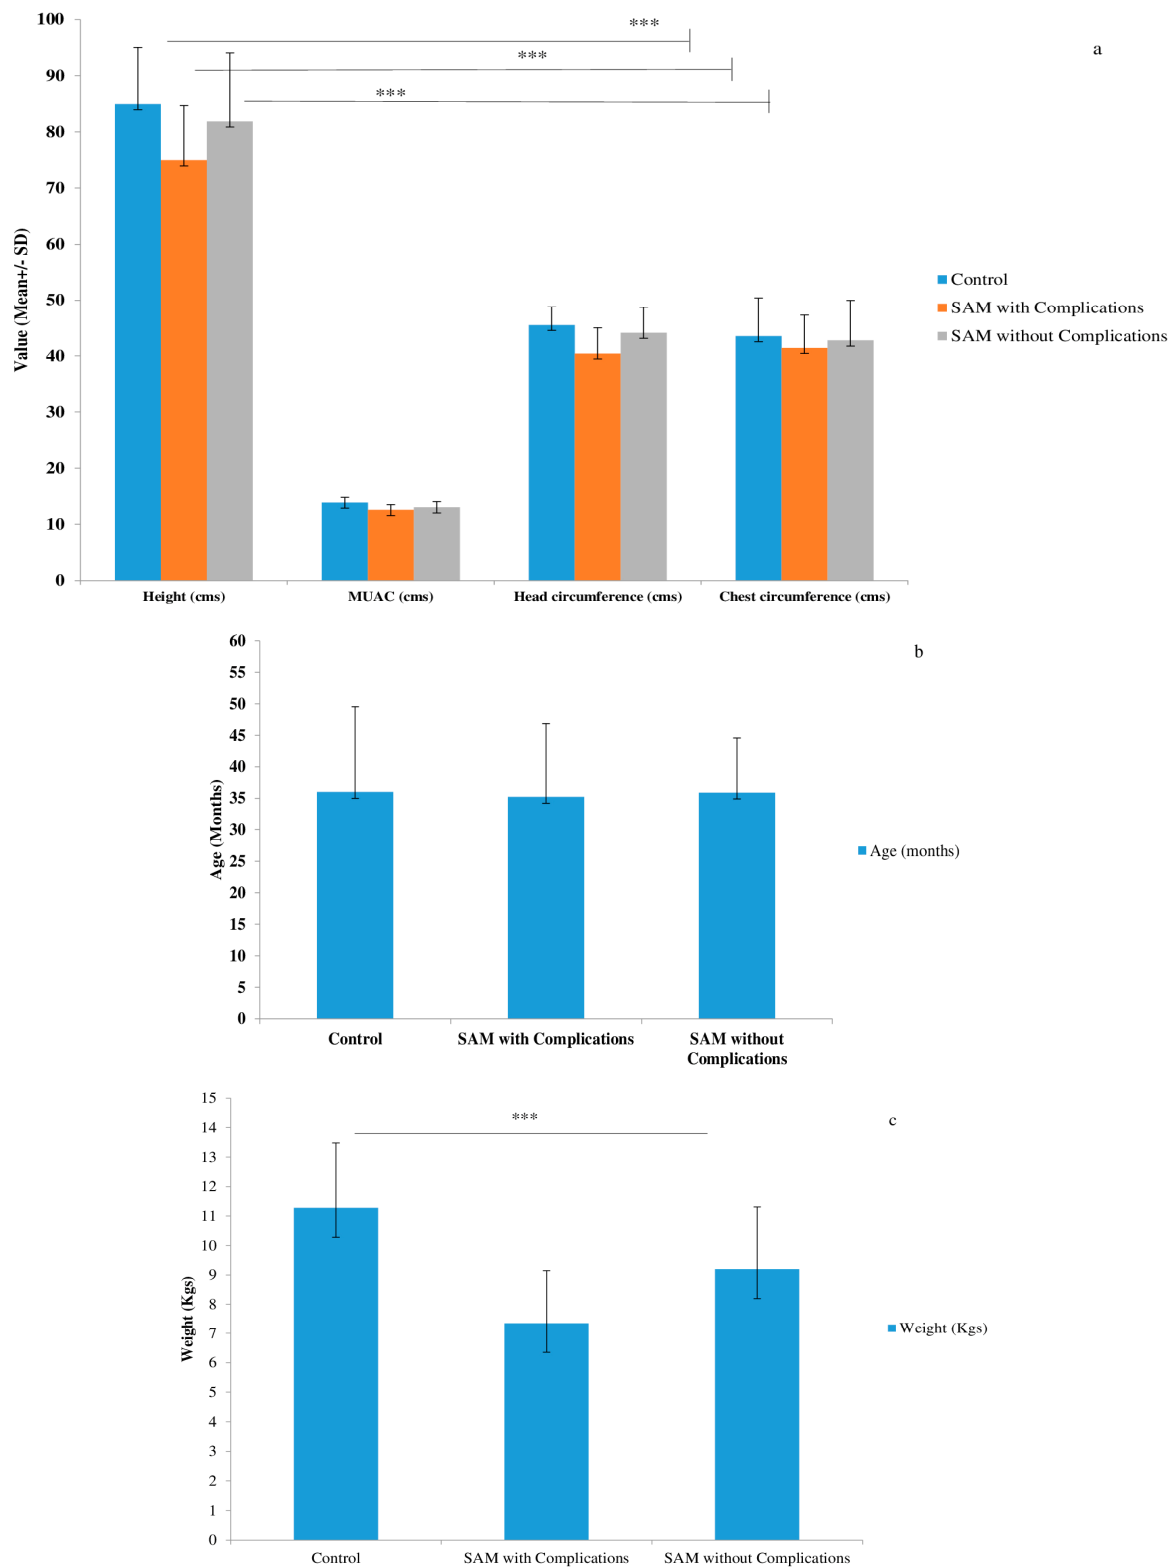 100
90
80
70
60
50
40
30
20
10
0
Value (Mean+/- SD)
***
***
***
a
Control
SAM with Complications
SAM without Complications
Height (cms)
MUAC (cms)
Head circumference (cms)
Chest circumference (cms)
60
55
50
45
40
35
30
25
20
15
10
5
0
Age (Months)
b
Age (months)
Control
SAM with Complications
SAM without
Complications
15
14
13
12
11
10
9
8
7
6
5
4
3
2
1
0
Weight (Kgs)
***
c
Weight (Kgs)
Control
SAM with Complications
SAM without Complications